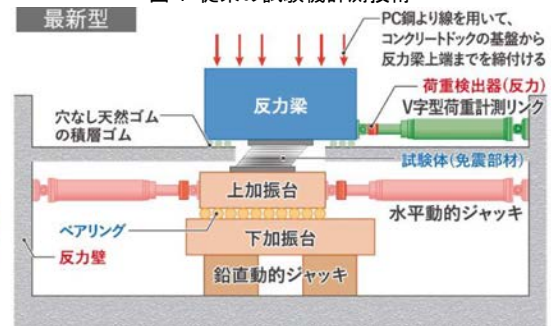 最新型
PC鋼より線を用いて、
コンクリートドックの基盤から
反力梁上端までを締付ける
反力梁
荷重検出器(反力)
V字型荷重計測リンク
穴なし天然ゴム
の積層ゴム
試験体(免震部材)
上加振台
水平動的ジャッキ
ベアリング
下加振台
反力壁
鉛直動的ジャッキ